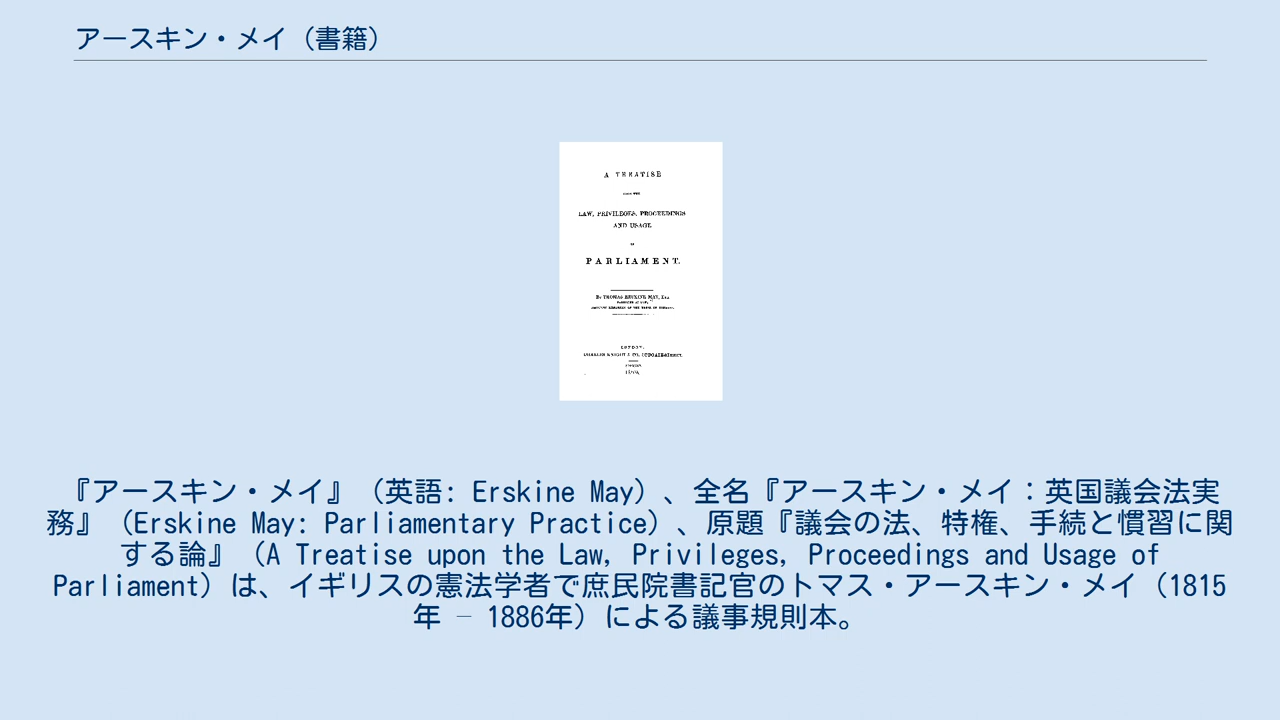 アースキン・メイ（書籍）
A TREATISE
LAW, PRIVILEGES, PROCEEDINGS
AND USAGE
PARLIAMENT.
By THOMAS ERSKINE MAY, Esq.
LONDON:
『アースキン・メイ』（英語: Erskine May）、全名『アースキン・メイ：英国議会法実
務』（Erskine May: Parliamentary Practice）、原題『議会の法、特権、手続と慣習に関
する論』（A Treatise upon the Law, Privileges, Proceedings and Usage of
Parliament）は、イギリスの憲法学者で庶民院書記官のトマス・アースキン・メイ（1815
年 – 1886年）による議事規則本。